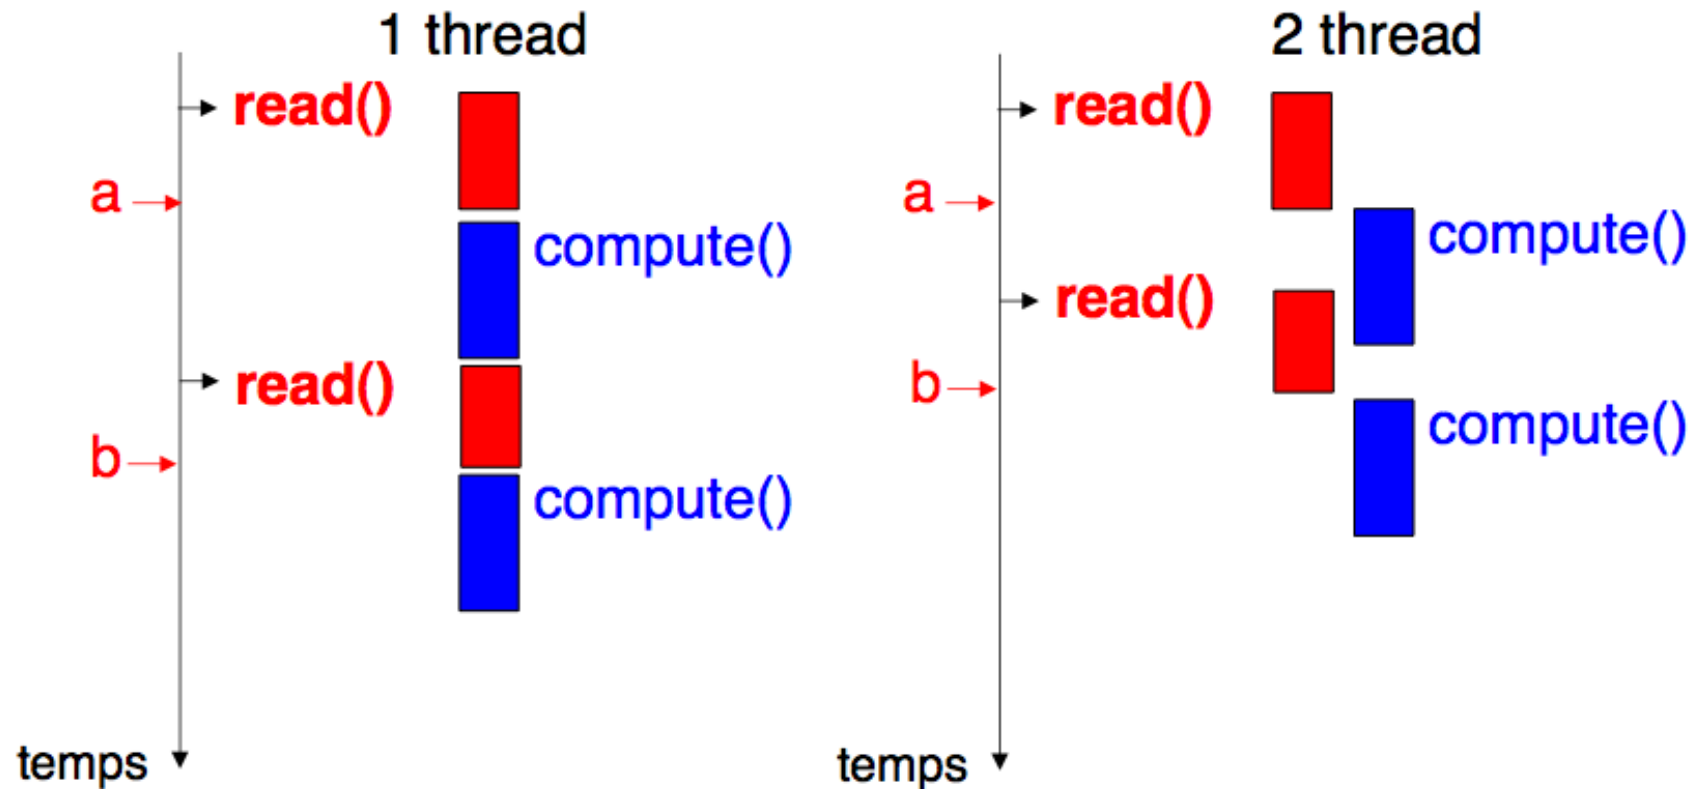 1 thread
read()
a
compute()
read()
b
compute()
temps
2 thread
read()
a
compute()
read()
b
compute()
temps